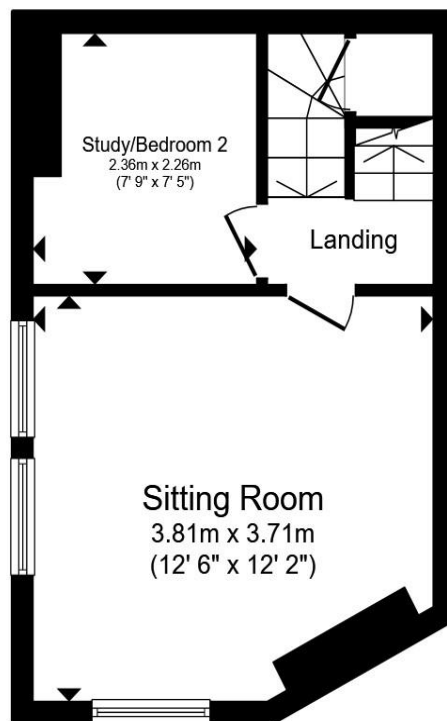 Study/Bedroom 2
2.36m x 2.26m
(7' 9" x 7' 5")
Landing
Sitting Room
3.81m x 3.71m
(12' 6" x 12' 2")